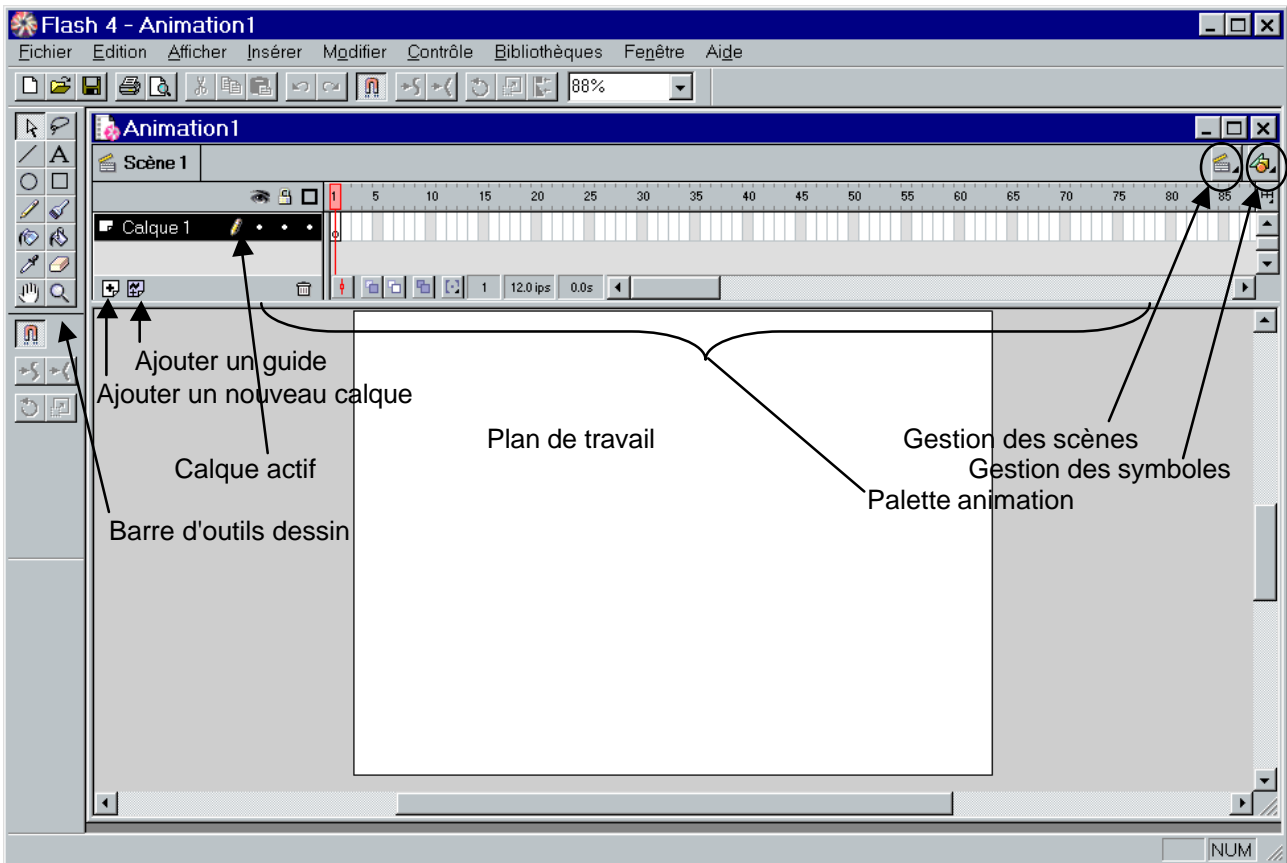 Flash 4 - Animation1
Fichier Edition Afficher Insérer Modifier Contrôle Bibliothèques Fenêtre Aide
88%
Animation1
Scène 1
1 5 10 15 20 25 30 35 40 45 50 55 60 65 70 75 80 85
Calque 1
1 12.0 ips 0.0s
Ajouter un guide
Ajouter un nouveau calque
Plan de travail
Gestion des scènes
Calque actif
Gestion des symboles
Palette animation
Barre d'outils dessin
NUM